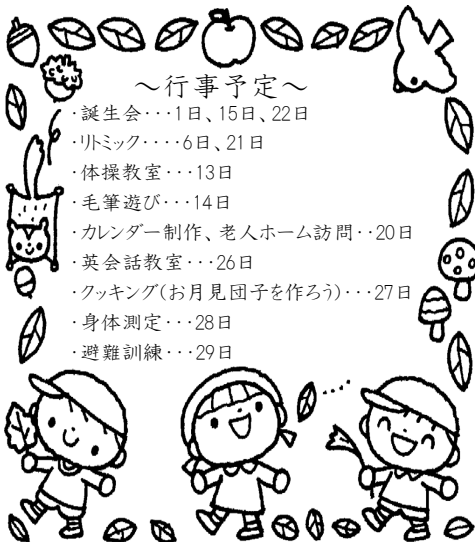 ～行事予定～
・誕生会・・・1日、15日、22日
・リトミック・・・・6日、21日
・体操教室・・・13日
・毛筆遊び・・・14日
・カレンダー制作、老人ホーム訪問・・20日
・英会話教室・・・26日
・クッキング(お月見団子を作ろう)・・・27日
・身体測定・・・28日
・避難訓練・・・29日